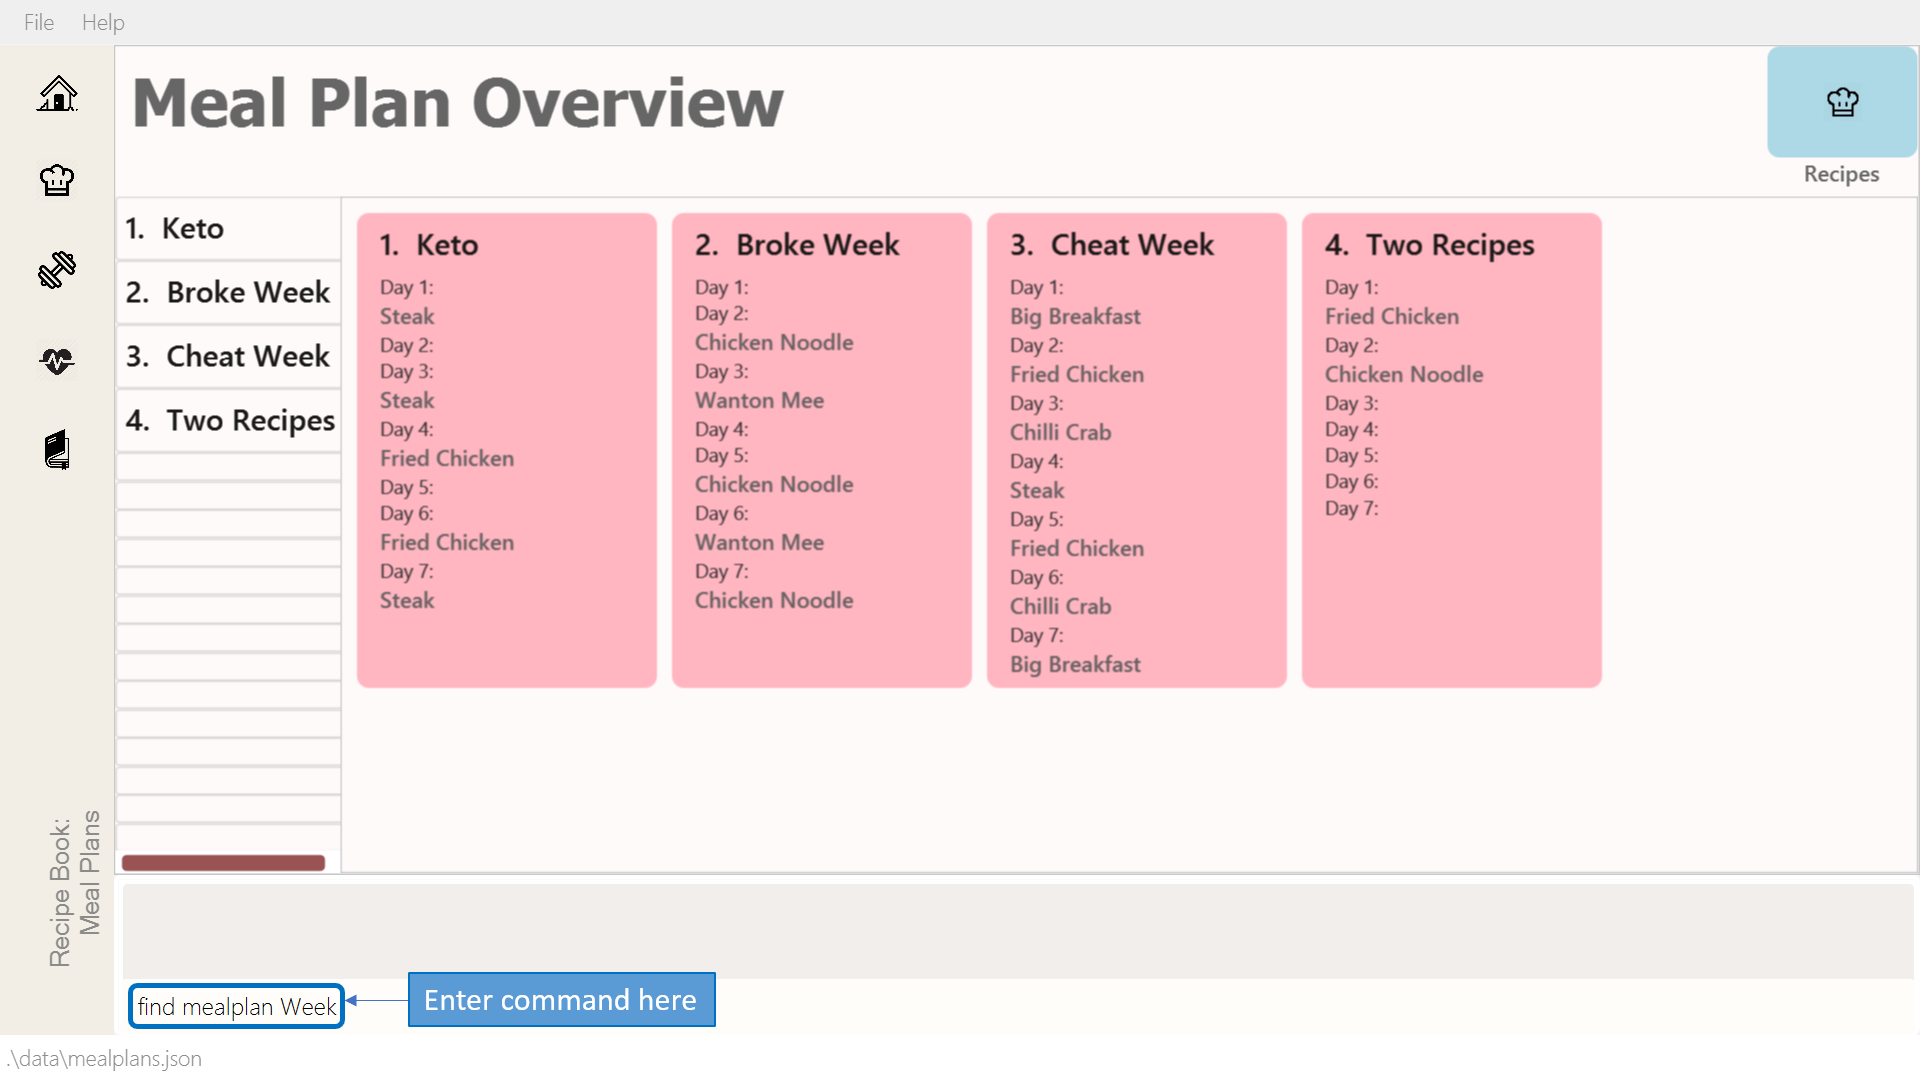 File Help
Meal Plan Overview
Recipes
1. Keto
2. Broke Week
3. Cheat Week
4. Two Recipes
1. Keto
Day 1:
Steak
Day 2:
Day 3:
Steak
Day 4:
Fried Chicken
Day 5:
Day 6:
Fried Chicken
Day 7:
Steak
2. Broke Week
Day 1:
Day 2:
Chicken Noodle
Day 3:
Wanton Mee
Day 4:
Day 5:
Chicken Noodle
Day 6:
Wanton Mee
Day 7:
Chicken Noodle
3. Cheat Week
Day 1:
Big Breakfast
Day 2:
Fried Chicken
Day 3:
Chilli Crab
Day 4:
Steak
Day 5:
Fried Chicken
Day 6:
Chilli Crab
Day 7:
Big Breakfast
4. Two Recipes
Day 1:
Fried Chicken
Day 2:
Chicken Noodle
Day 3:
Day 4:
Day 5:
Day 6:
Day 7:
Recipe Book:
Meal Plans
find mealplan Week
Enter command here
.\data\mealplans.json